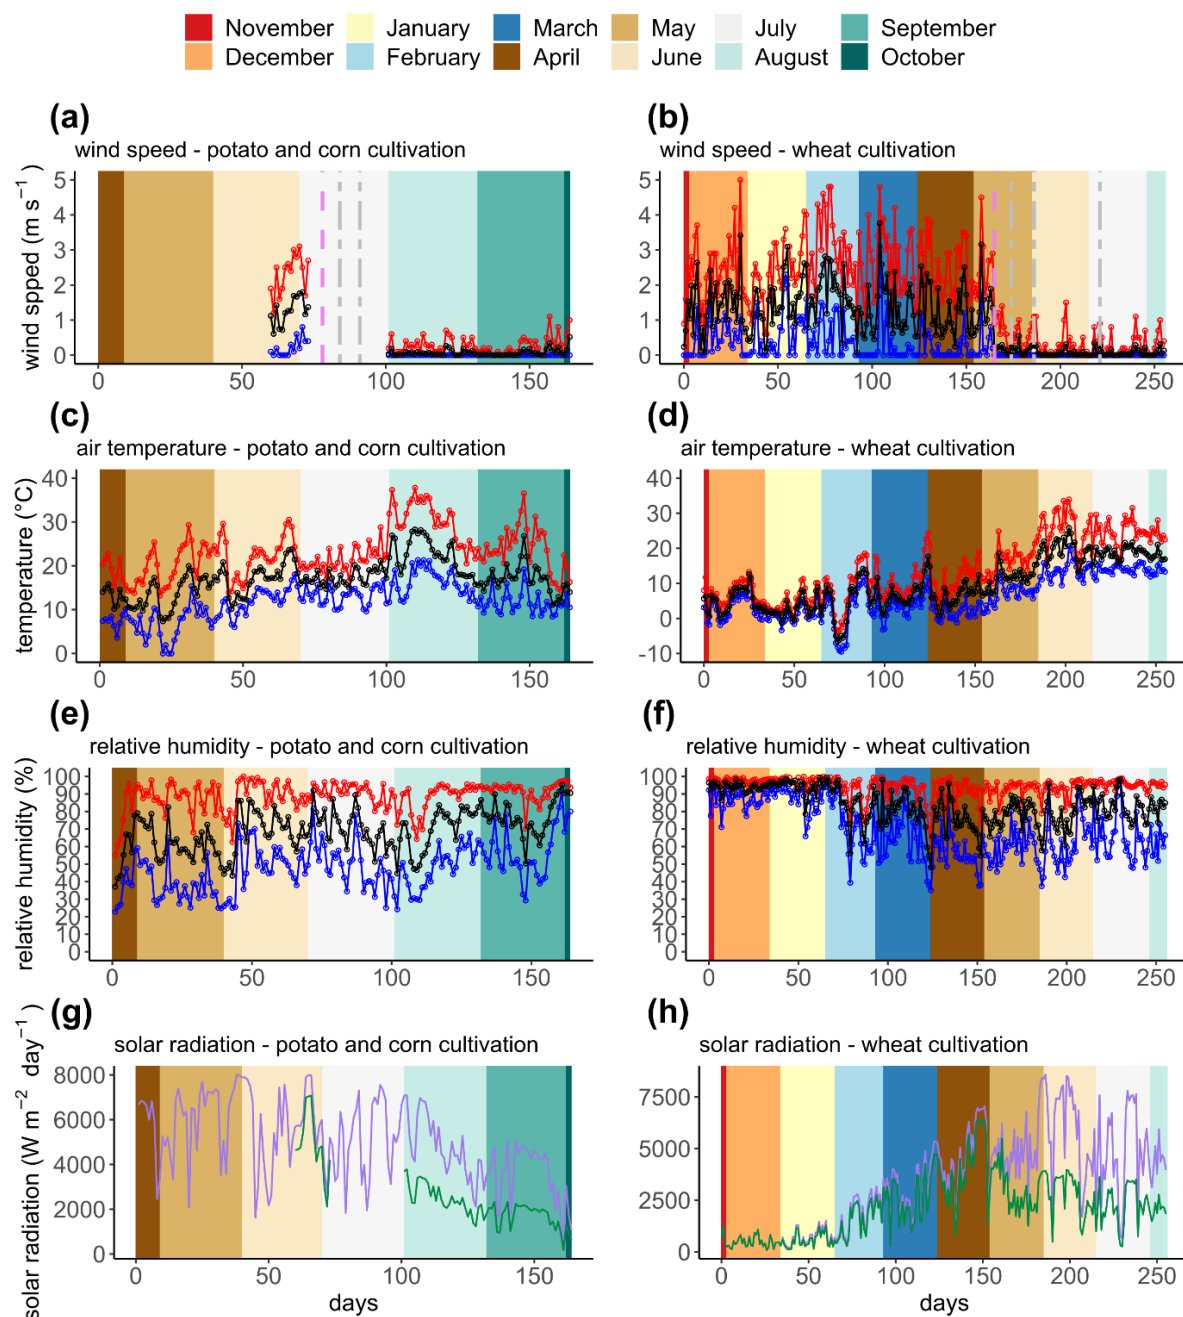 November January March May July September
December February April June August October
(a) (b)
wind speed - potato and corn cultivation wind speed - wheat cultivation
wind spped (m s⁻¹)
5 5
4 4
3 3
2 2
1 1
0 0
0 50 100 150 0 50 100 150 200 250
(c) (d)
air temperature - potato and corn cultivation air temperature - wheat cultivation
temperature (°C)
40 40
30 30
20 20
10 10
0 0
-10
0 50 100 150 0 50 100 150 200 250
(e) (f)
relative humidity - potato and corn cultivation relative humidity - wheat cultivation
relative humidity (%)
100 100
90 90
80 80
70 70
60 60
50 50
40 40
30 30
20 20
10 10
0 0
0 50 100 150 0 50 100 150 200 250
(g) (h)
solar radiation - potato and corn cultivation solar radiation - wheat cultivation
solar radiation (W m⁻² day⁻¹)
8000 7500
6000 5000
4000 2500
2000 0
0
0 50 100 150 0 50 100 150 200 250
days days